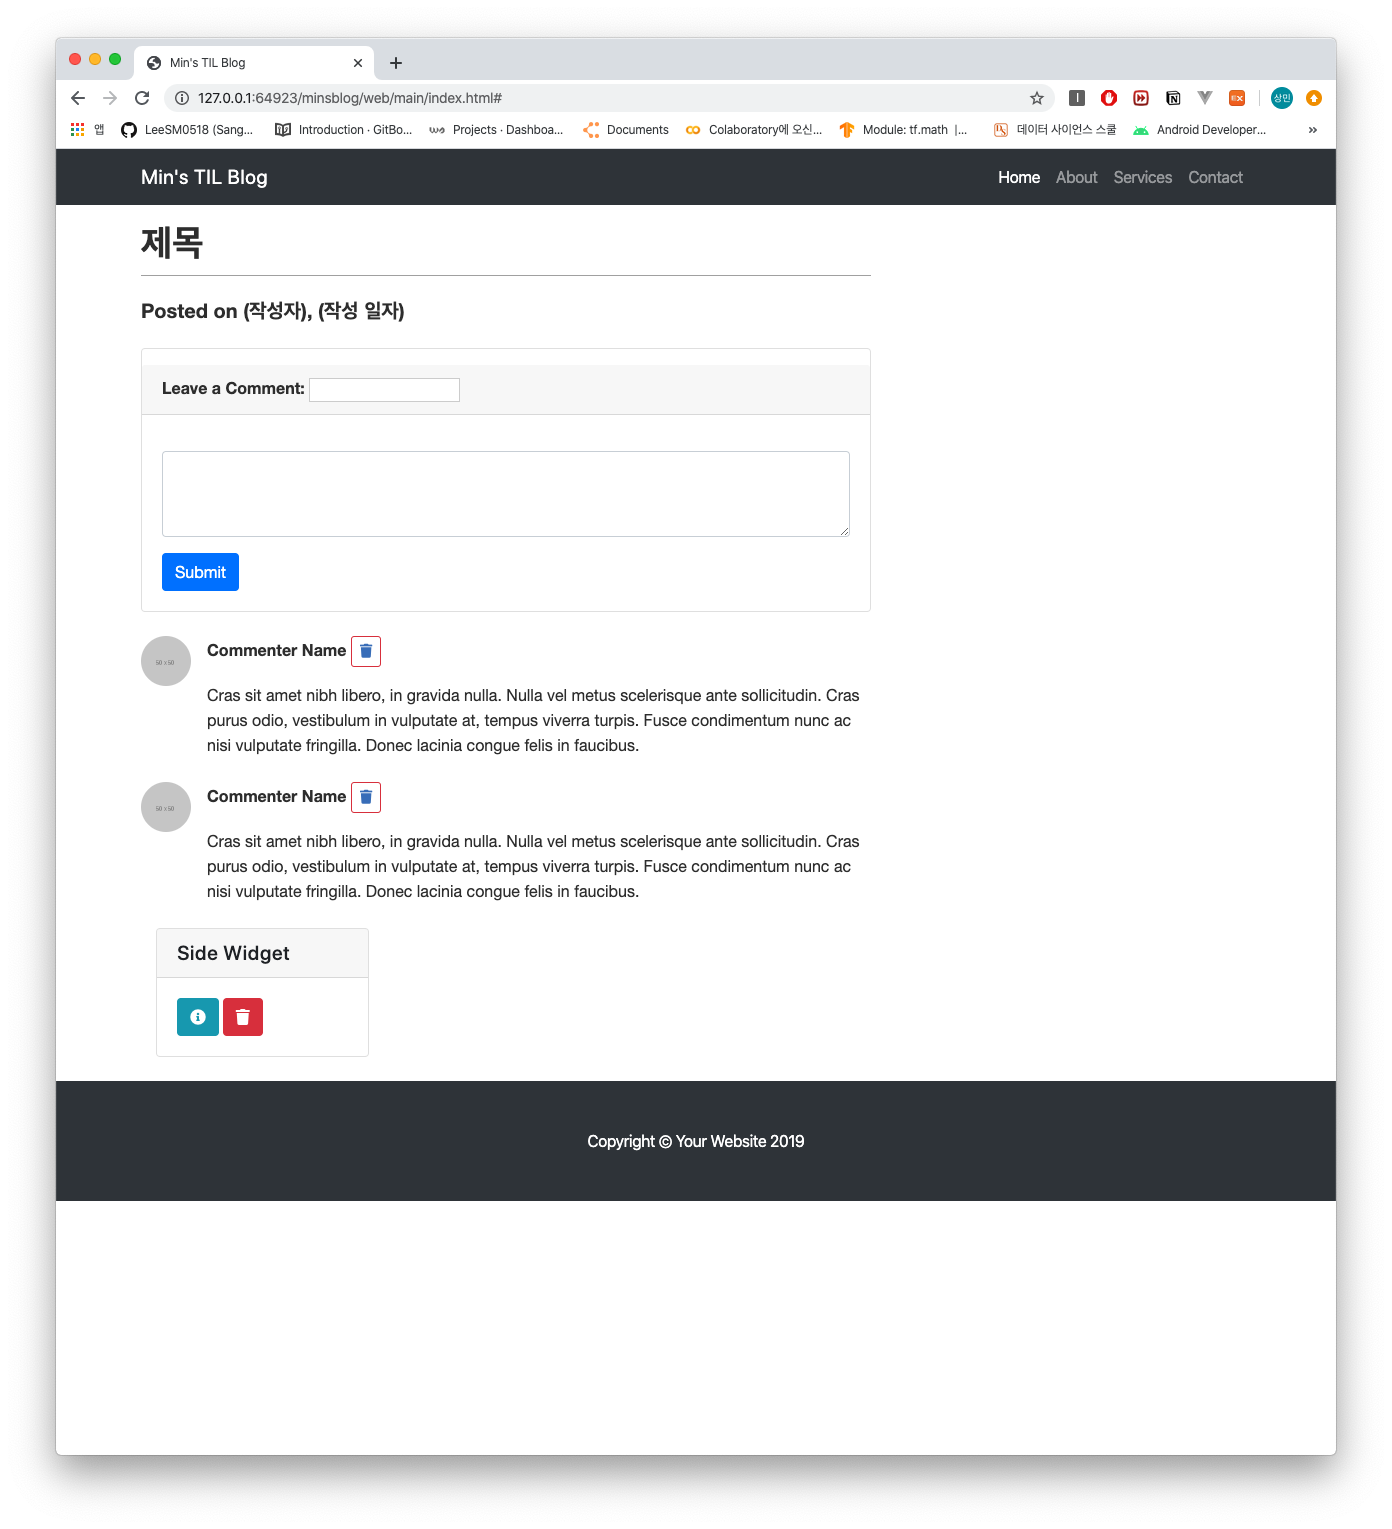 Min's TIL Blog
127.0.0.1:64923/minsblog/web/main/index.html#
상민
앱 LeeSM0518 (Sang... Introduction · GitBo... Projects · Dashboa... Documents Colaboratory에 오신... Module: tf.math |... 데이터 사이언스 스쿨 Android Developer... »
Min's TIL Blog Home About Services Contact
제목
Posted on (작성자), (작성 일자)
Leave a Comment:
Submit
50 x 50
Commenter Name
Cras sit amet nibh libero, in gravida nulla. Nulla vel metus scelerisque ante sollicitudin. Cras
purus odio, vestibulum in vulputate at, tempus viverra turpis. Fusce condimentum nunc ac
nisi vulputate fringilla. Donec lacinia congue felis in faucibus.
50 x 50
Commenter Name
Cras sit amet nibh libero, in gravida nulla. Nulla vel metus scelerisque ante sollicitudin. Cras
purus odio, vestibulum in vulputate at, tempus viverra turpis. Fusce condimentum nunc ac
nisi vulputate fringilla. Donec lacinia congue felis in faucibus.
Side Widget
Copyright © Your Website 2019